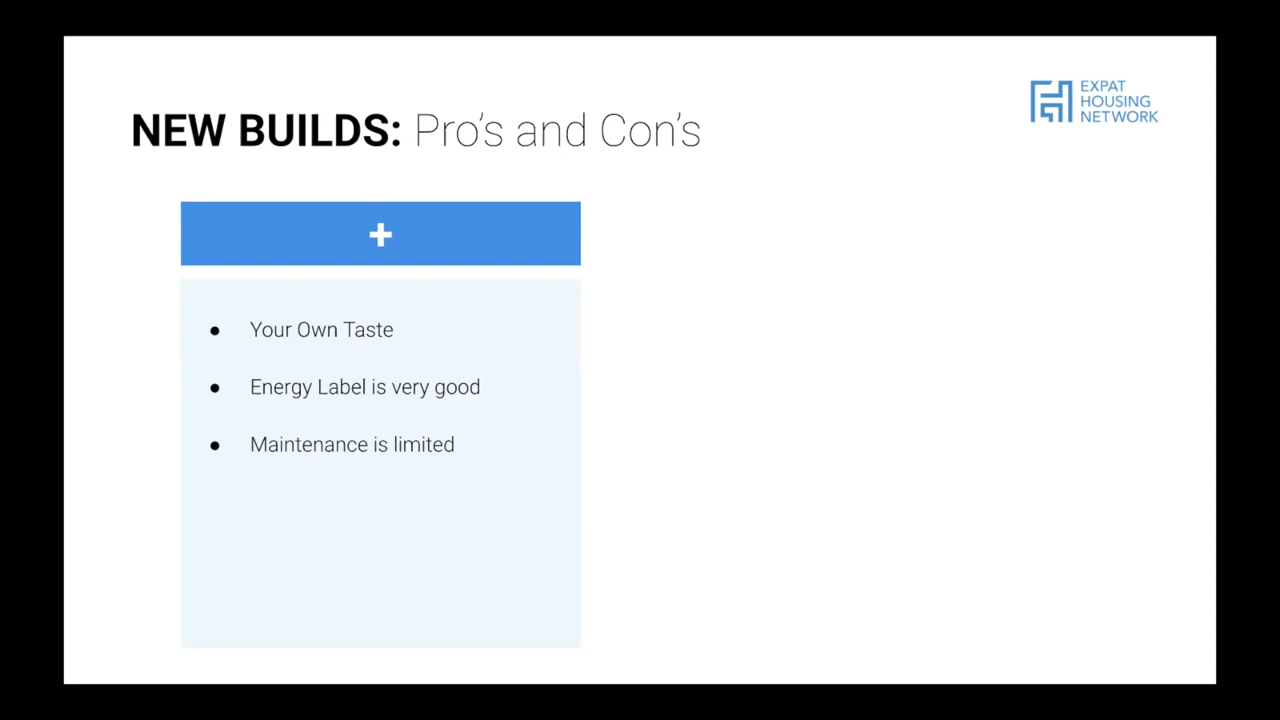 NEW BUILDS: Pro's and Con's
EXPAT
HOUSING
NETWORK
+
● Your Own Taste
● Energy Label is very good
● Maintenance is limited